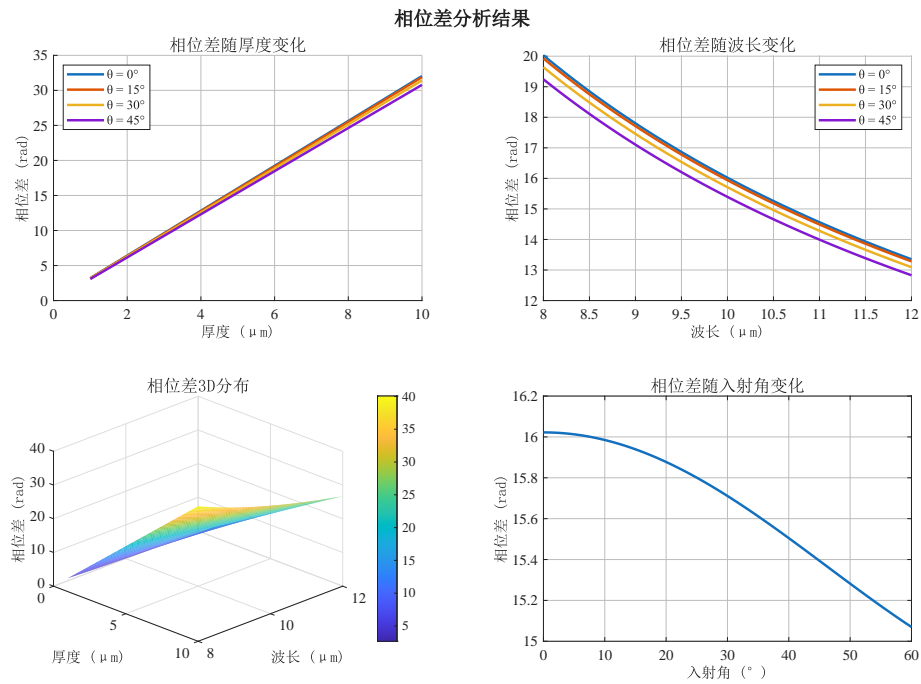 相位差分析结果
相位差随厚度变化
35
30
25
20
15
10
5
0
相位差 (rad)
θ = 0°
θ = 15°
θ = 30°
θ = 45°
0 2 4 6 8 10
厚度 (μm)
相位差随波长变化
20
19
18
17
16
15
14
13
12
相位差 (rad)
θ = 0°
θ = 15°
θ = 30°
θ = 45°
8 8.5 9 9.5 10 10.5 11 11.5 12
波长 (μm)
相位差3D分布
40
30
20
10
0
相位差 (rad)
0 5 10
厚度 (μm)
8 10 12
波长 (μm)
40
35
30
25
20
15
10
5
相位差随入射角变化
16.2
16
15.8
15.6
15.4
15.2
15
相位差 (rad)
0 10 20 30 40 50 60
入射角 (°)